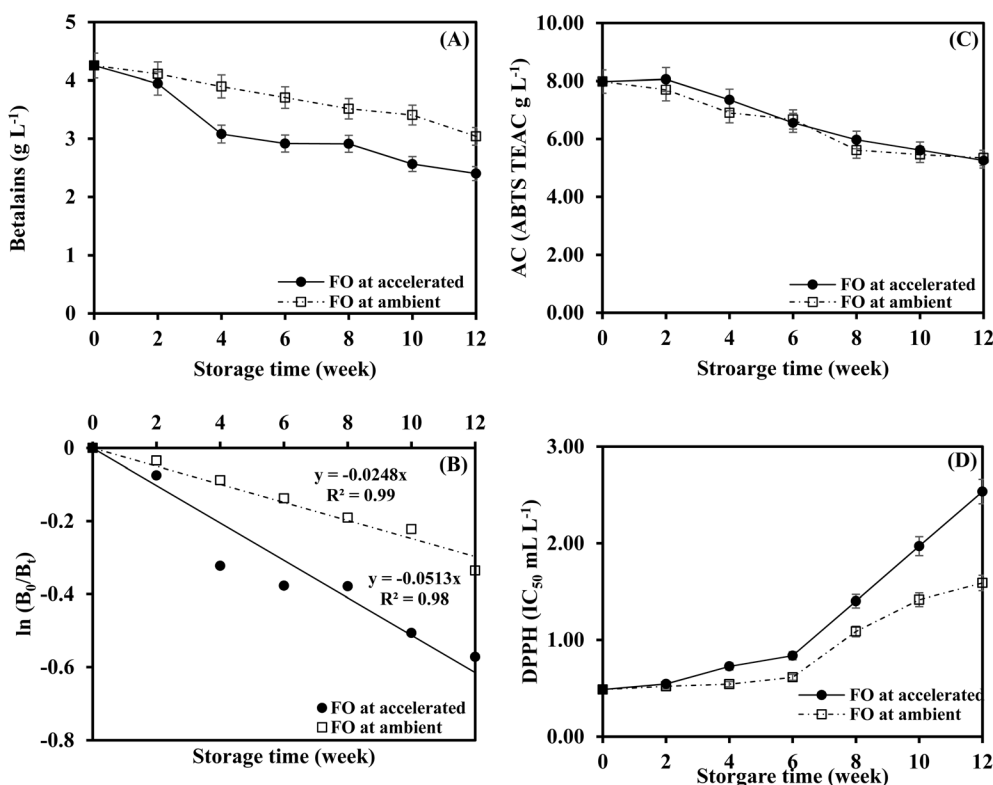 (A)
Betalains (g L-1)
5
4
3
2
1
0
FO at accelerated
FO at ambient
0 2 4 6 8 10 12
Storage time (week)
(C)
AC (ABTS TEAC g L-1)
10.00
8.00
6.00
4.00
2.00
0.00
FO at accelerated
FO at ambient
0 2 4 6 8 10 12
Stroarge time (week)
0 2 4 6 8 10 12
(B)
ln (B0/Bt)
0
-0.2
-0.4
-0.6
-0.8
y = -0.0248x
R² = 0.99
y = -0.0513x
R² = 0.98
FO at accelerated
FO at ambient
Storage time (week)
(D)
DPPH (IC50 mL L-1)
3.00
2.00
1.00
0.00
FO at accelerated
FO at ambient
0 2 4 6 8 10 12
Storgare time (week)